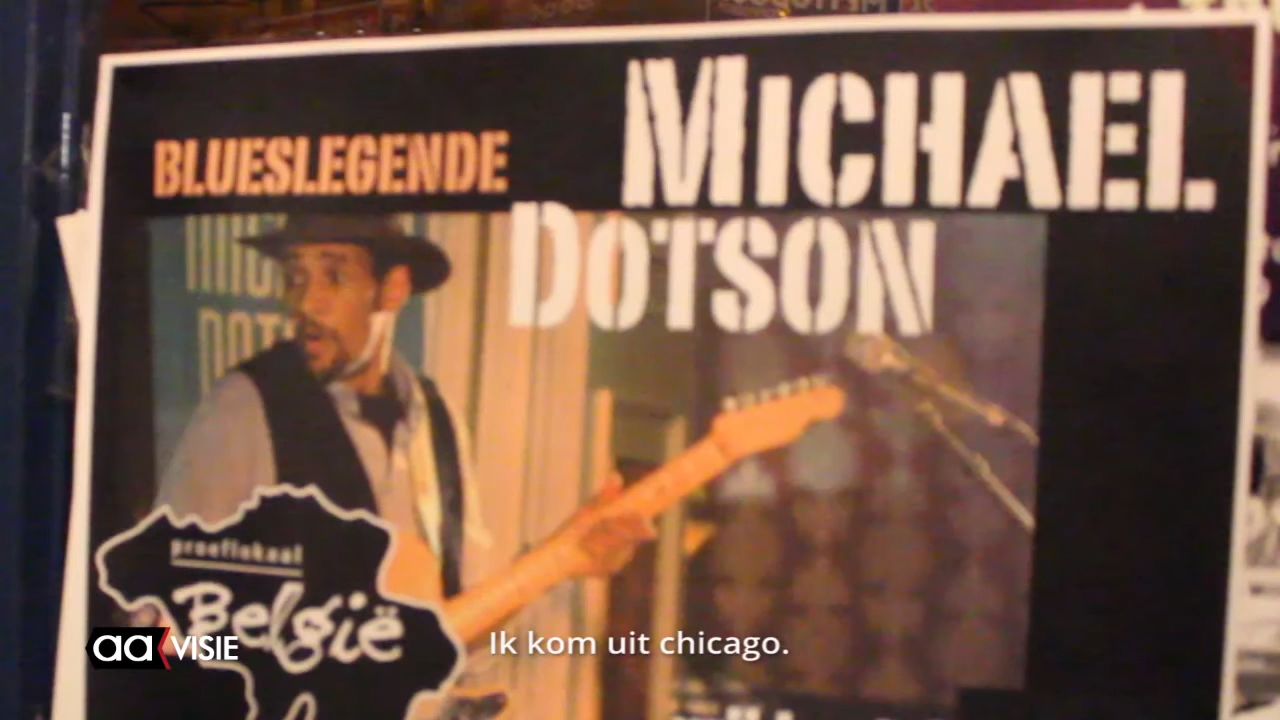 MICHAEL
BLUESLEGENDE
DOTSON
proeflokaal
België
aa VISIE
Ik kom uit chicago.